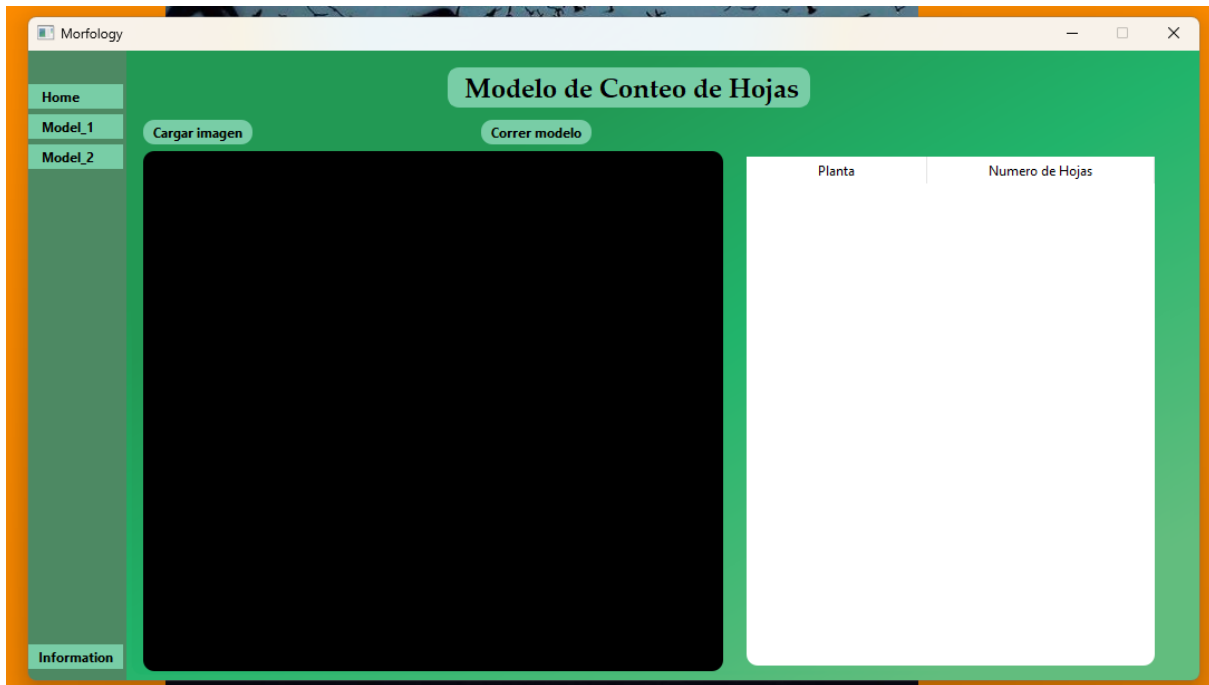 Morfology
Modelo de Conteo de Hojas
Home
Model_1
Model_2
Cargar imagen
Correr modelo
Planta
Numero de Hojas
Information